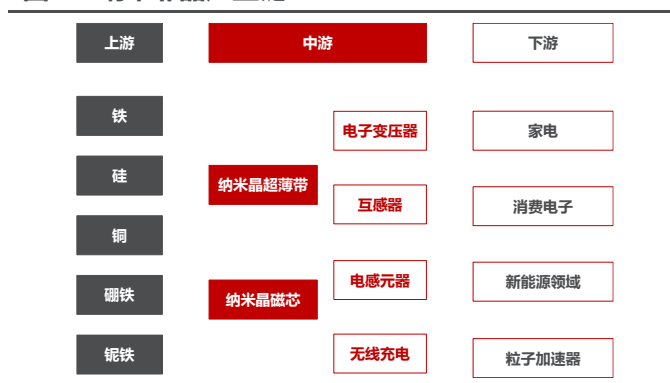 上游
中游
下游
铁
电子变压器
家电
硅
纳米晶超薄带
互感器
消费电子
铜
硼铁
纳米晶磁芯
电感元器
新能源领域
铌铁
无线充电
粒子加速器